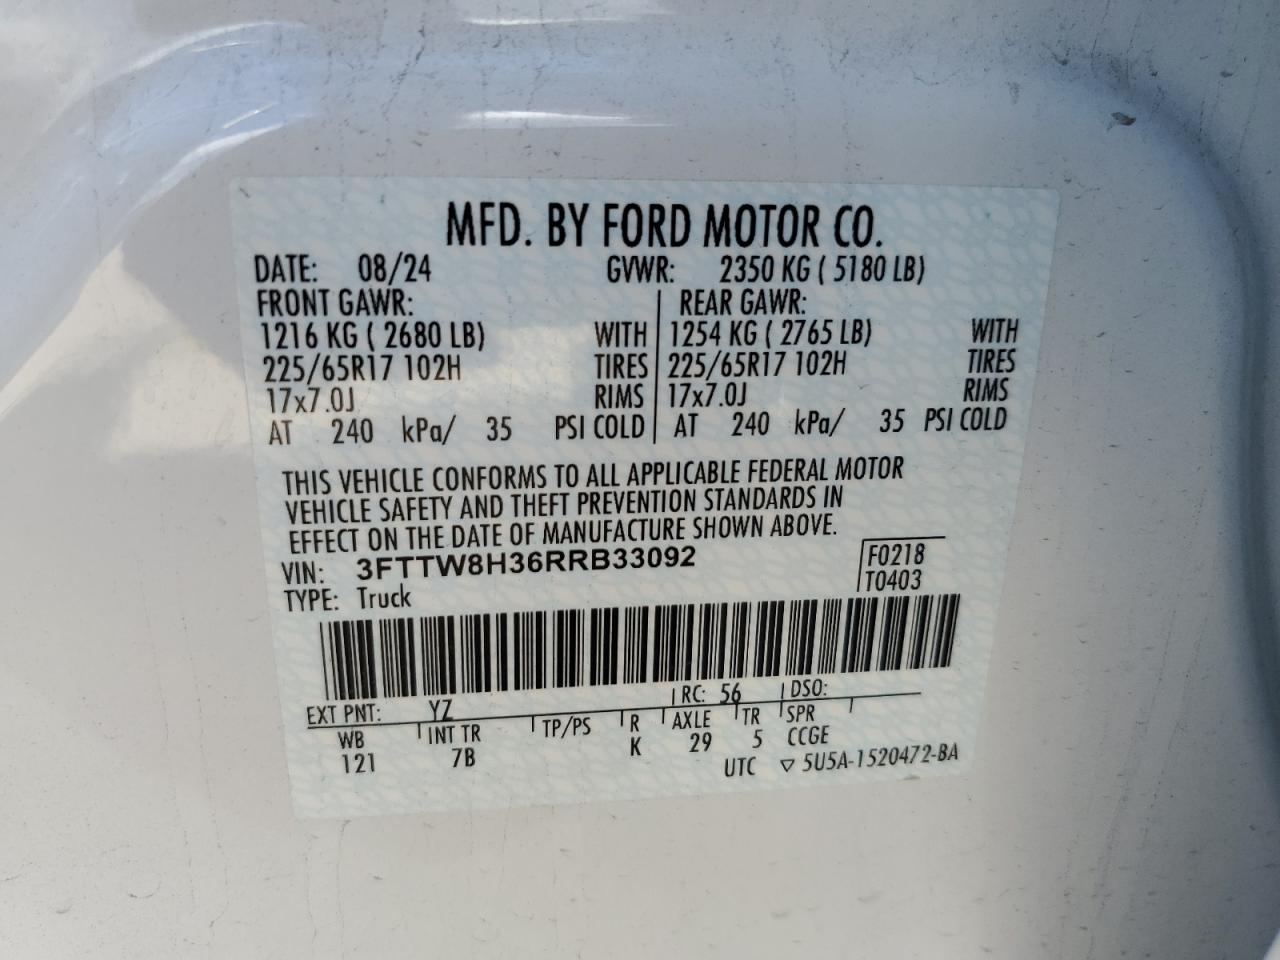 MFD. BY FORD MOTOR CO.
DATE: 08/24 GVWR: 2350 KG ( 5180 LB)
FRONT GAWR: REAR GAWR:
1216 KG ( 2680 LB) WITH 1254 KG ( 2765 LB) WITH
225/65R17 102H TIRES 225/65R17 102H TIRES
17x7.0J RIMS 17x7.0J RIMS
AT 240 kPa/ 35 PSI COLD AT 240 kPa/ 35 PSI COLD
THIS VEHICLE CONFORMS TO ALL APPLICABLE FEDERAL MOTOR
VEHICLE SAFETY AND THEFT PREVENTION STANDARDS IN
EFFECT ON THE DATE OF MANUFACTURE SHOWN ABOVE.
VIN: 3FTTW8H36RRB33092 F0218
TYPE: Truck T0403
EXT PNT: YZ RC: 56 DSO:
WB INT TR TP/PS R AXLE TR SPR
121 7B K 29 5 CCGE
UTC ▽ 5U5A-1520472-BA